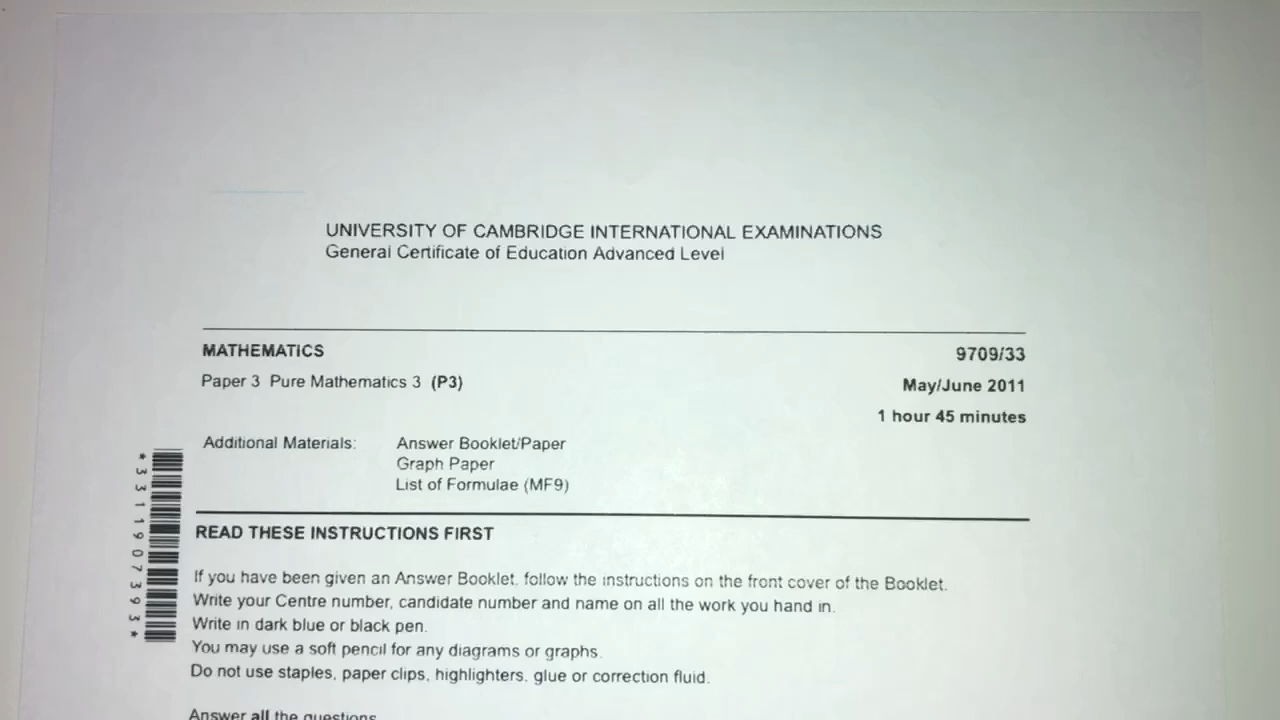 UNIVERSITY OF CAMBRIDGE INTERNATIONAL EXAMINATIONS
General Certificate of Education Advanced Level
MATHEMATICS 9709/33
Paper 3 Pure Mathematics 3 (P3) May/June 2011
1 hour 45 minutes
Additional Materials: Answer Booklet/Paper
Graph Paper
List of Formulae (MF9)
*3311907393*
READ THESE INSTRUCTIONS FIRST
If you have been given an Answer Booklet, follow the instructions on the front cover of the Booklet.
Write your Centre number, candidate number and name on all the work you hand in.
Write in dark blue or black pen.
You may use a soft pencil for any diagrams or graphs.
Do not use staples, paper clips, highlighters, glue or correction fluid.
Answer all the questions